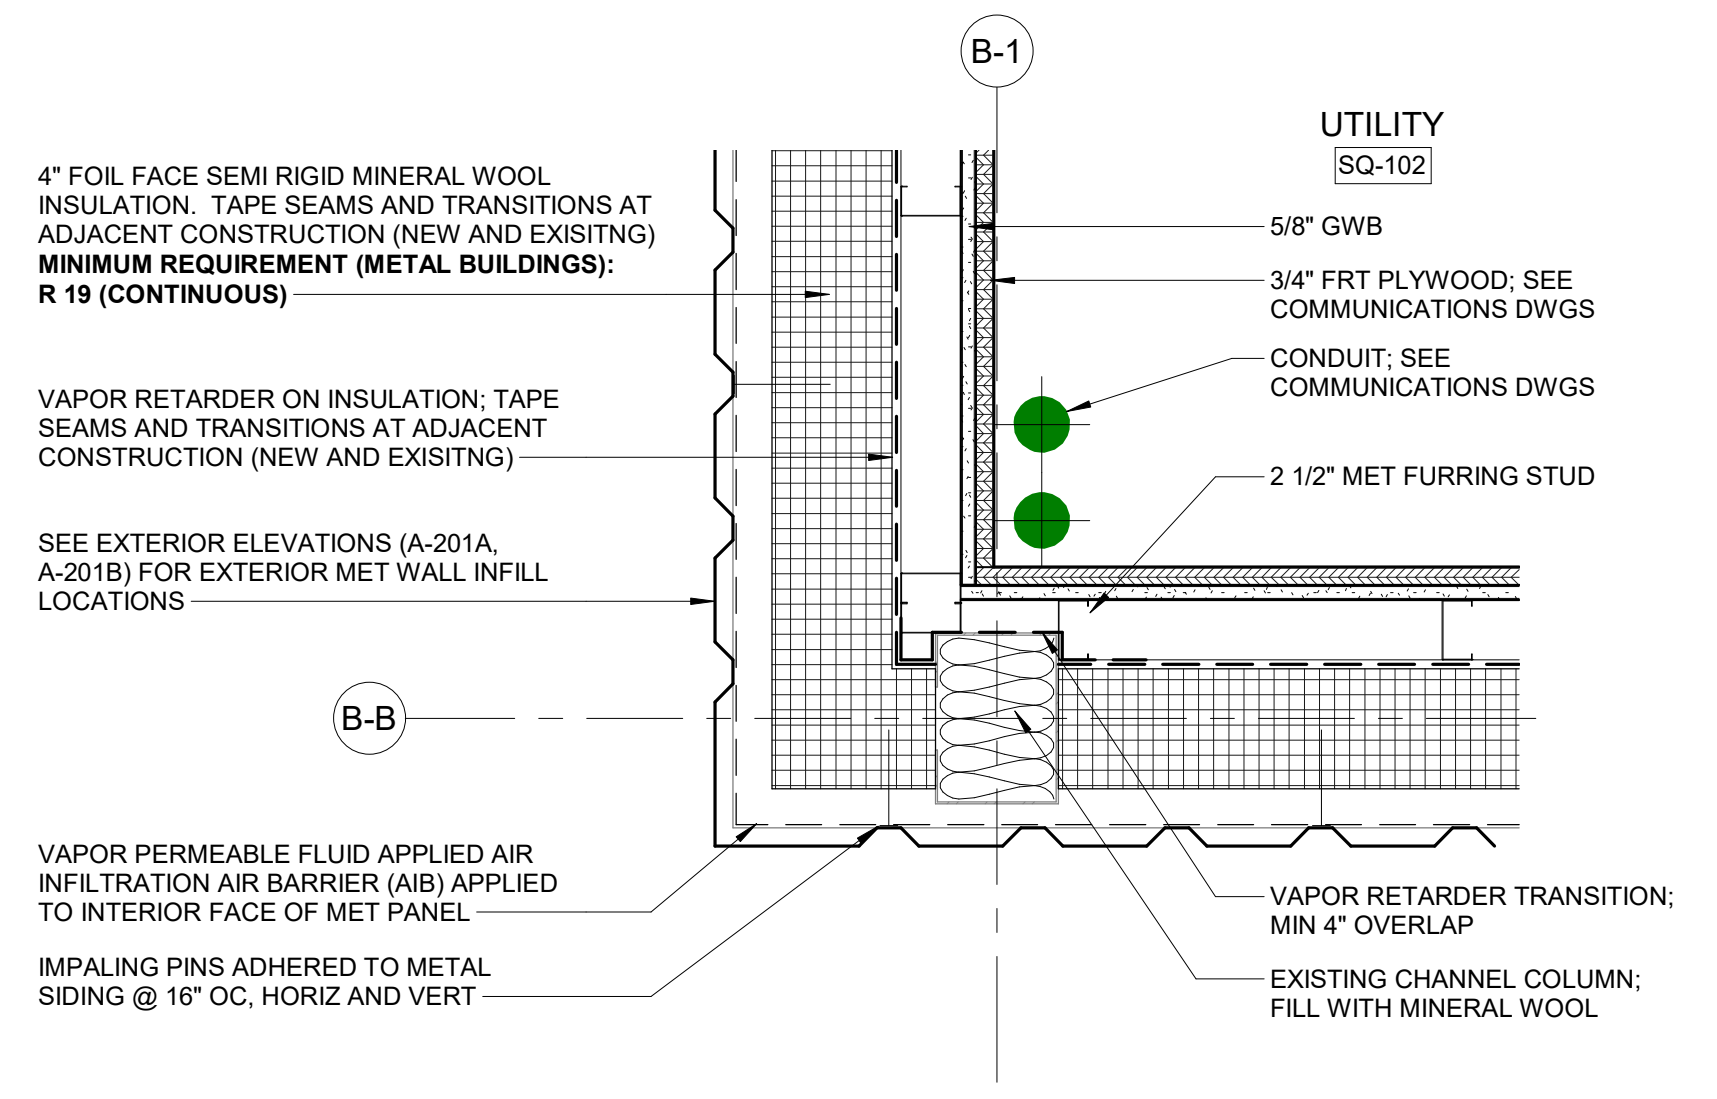 B-1
UTILITY
SQ-102
4" FOIL FACE SEMI RIGID MINERAL WOOL
INSULATION.  TAPE SEAMS AND TRANSITIONS AT
ADJACENT CONSTRUCTION (NEW AND EXISITNG)
MINIMUM REQUIREMENT (METAL BUILDINGS):
R 19 (CONTINUOUS)
VAPOR RETARDER ON INSULATION; TAPE
SEAMS AND TRANSITIONS AT ADJACENT
CONSTRUCTION (NEW AND EXISITNG)
SEE EXTERIOR ELEVATIONS (A-201A,
A-201B) FOR EXTERIOR MET WALL INFILL
LOCATIONS
B-B
VAPOR PERMEABLE FLUID APPLIED AIR
INFILTRATION AIR BARRIER (AIB) APPLIED
TO INTERIOR FACE OF MET PANEL
IMPALING PINS ADHERED TO METAL
SIDING @ 16" OC, HORIZ AND VERT
5/8" GWB
3/4" FRT PLYWOOD; SEE
COMMUNICATIONS DWGS
CONDUIT; SEE
COMMUNICATIONS DWGS
2 1/2" MET FURRING STUD
VAPOR RETARDER TRANSITION;
MIN 4" OVERLAP
EXISTING CHANNEL COLUMN;
FILL WITH MINERAL WOOL